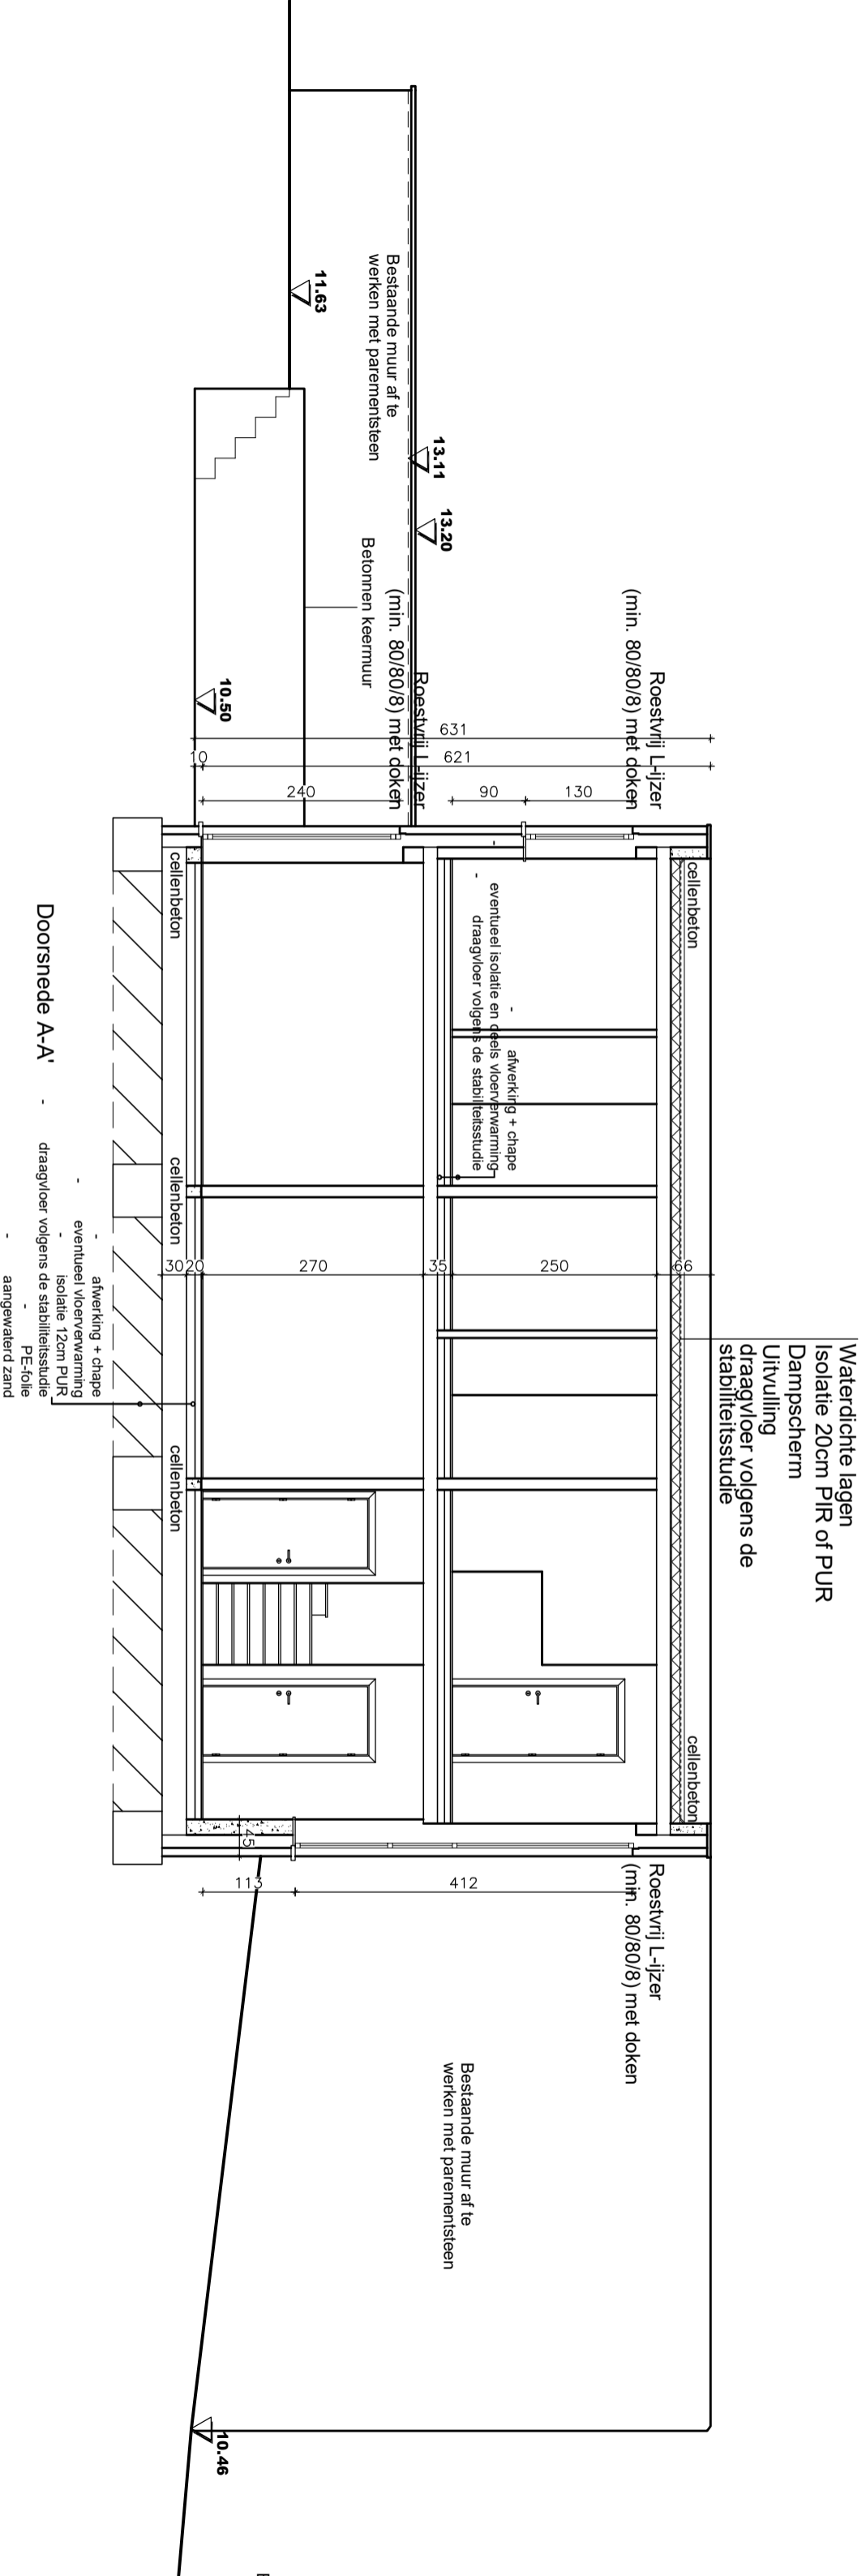 Waterdichte lagen
Isolatie 20cm PIR of PUR
Dampscherm
Uitvulling
draagvloer volgens de
stabiliteitsstudie
Roestvrij L-ijzer
(min. 80/80/8) met doken
Roestvrij L-ijzer
(min. 80/80/8) met doken
Roestvrij L-ijzer
(min. 80/80/8) met doken
cellenbeton
cellenbeton
66
250
35
270
20
30
631
621
10
240
90
130
13.20
13.11
11.63
10.50
10.46
Bestaande muur af te
werken met parementsteen
Betonnen keermuur
- afwerking + chape
- eventueel isolatie en deels vloerverwarming
- draagvloer volgens de stabiliteitsstudie
Bestaande muur af te
werken met parementsteen
412
113
45
cellenbeton
cellenbeton
cellenbeton
Doorsnede A-A'
- afwerking + chape
- eventueel vloerverwarming
- isolatie 12cm PUR
- draagvloer volgens de stabiliteitsstudie
- PE-folie
- aangewaterd zand